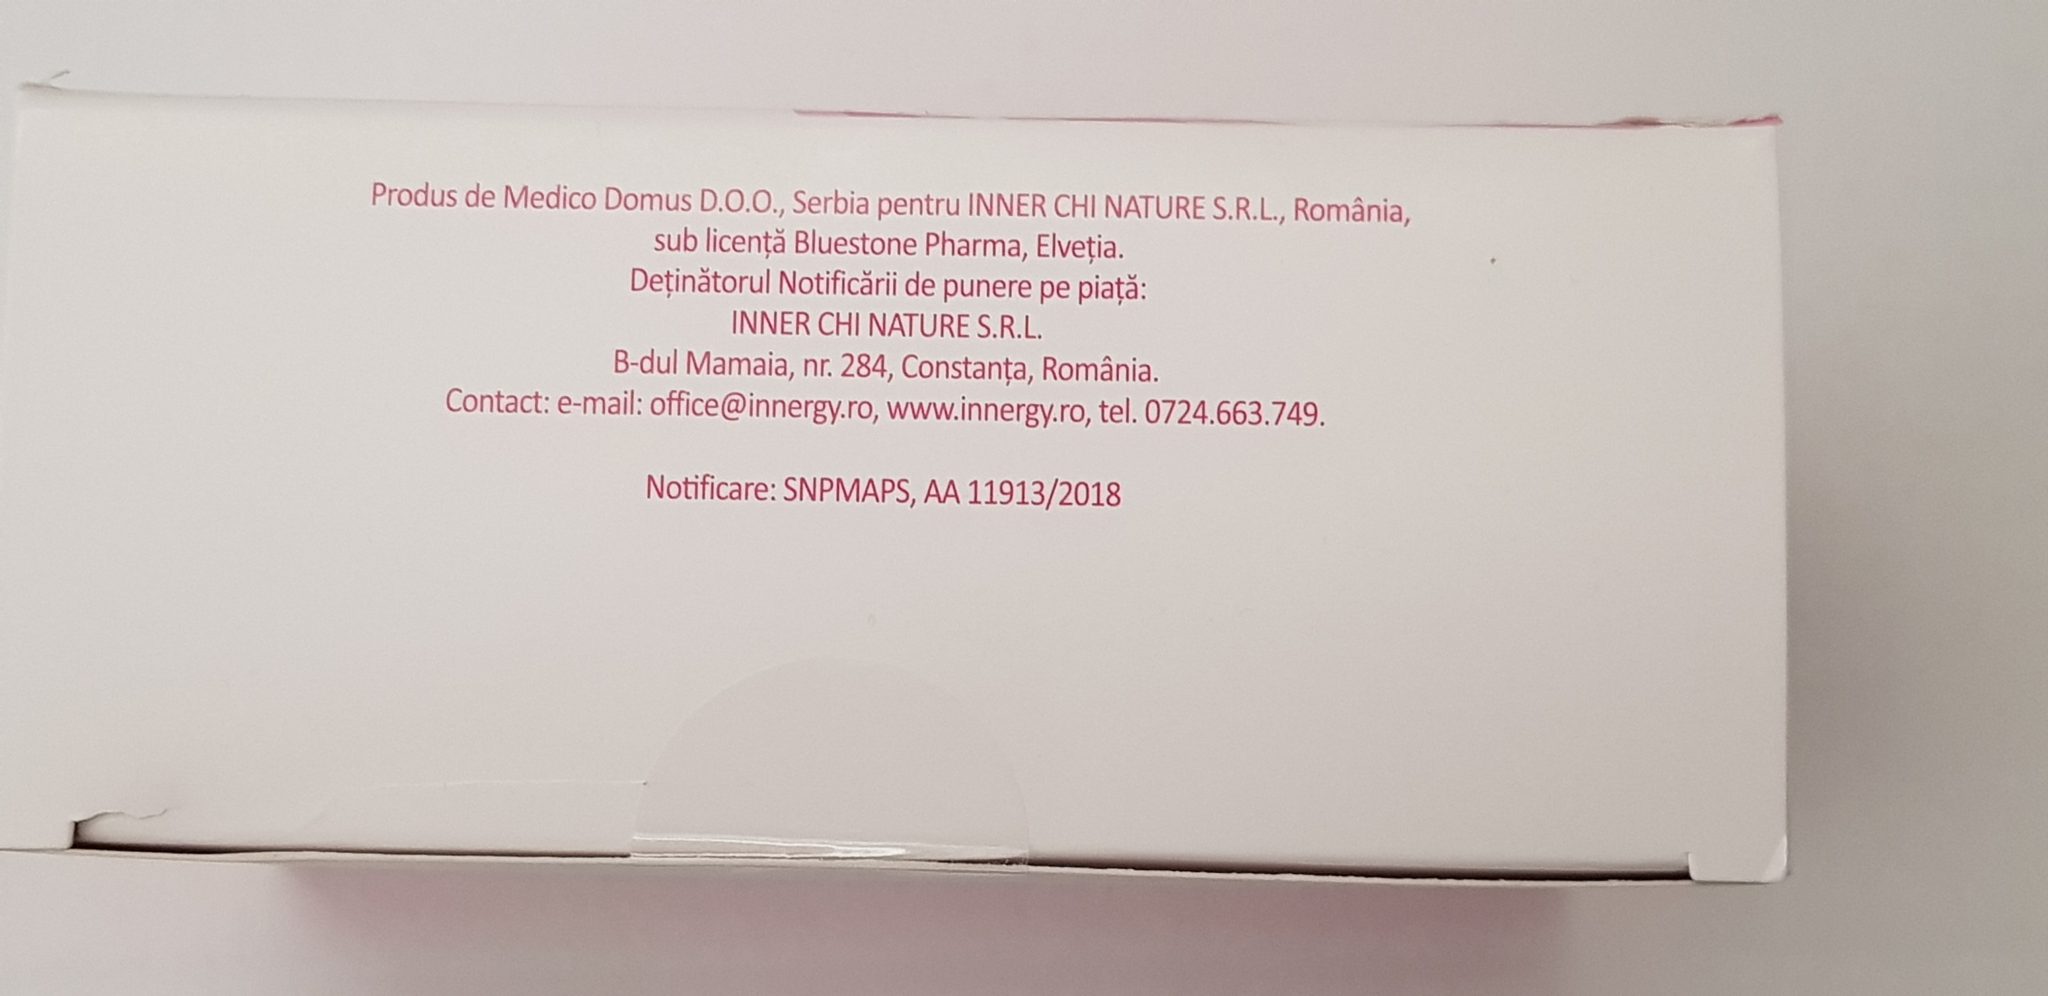 Produs de Medico Domus D.O.O., Serbia pentru INNER CHI NATURE S.R.L., România,
sub licență Bluestone Pharma, Elveția.
Deținătorul Notificării de punere pe piață:
INNER CHI NATURE S.R.L.
B-dul Mamaia, nr. 284, Constanța, România.
Contact: e-mail: office@innergy.ro, www.innergy.ro, tel. 0724.663.749.
Notificare: SNPMAPS, AA 11913/2018